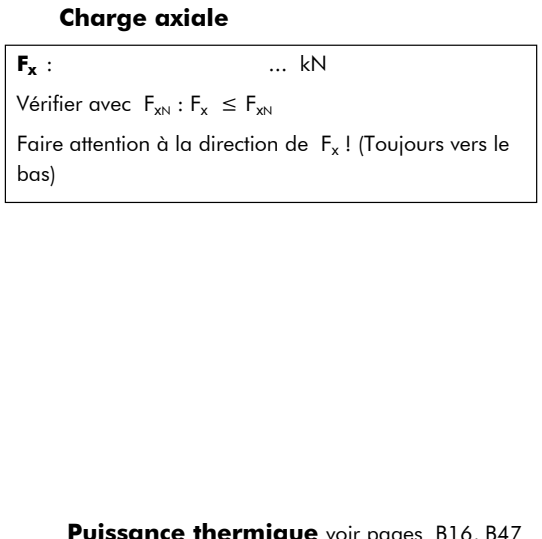 Charge axiale
Fx : ... kN
Vérifier avec FxN : Fx ≤ FxN
Faire attention à la direction de Fx ! (Toujours vers le
bas)
Puissance thermique voir pages B16, B47